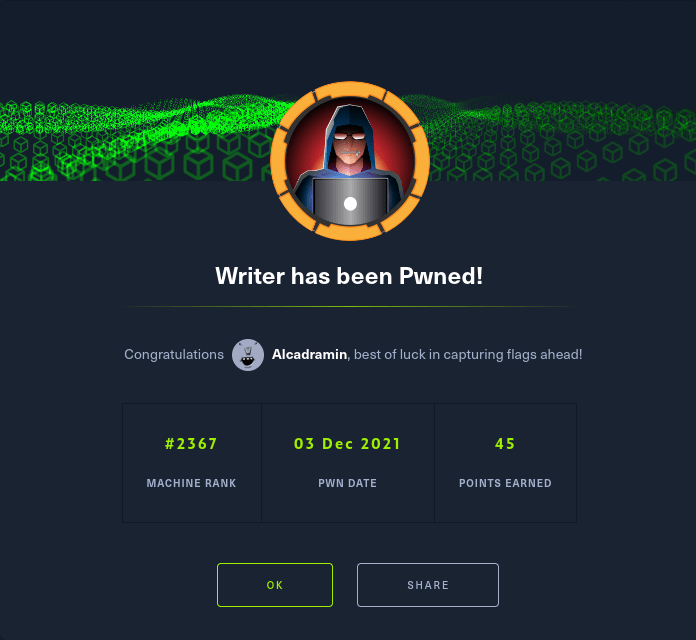 Writer has been Pwned!
Congratulations Alcadramin, best of luck in capturing flags ahead!
#2367 03 Dec 2021 45
MACHINE RANK PWN DATE POINTS EARNED
OK SHARE